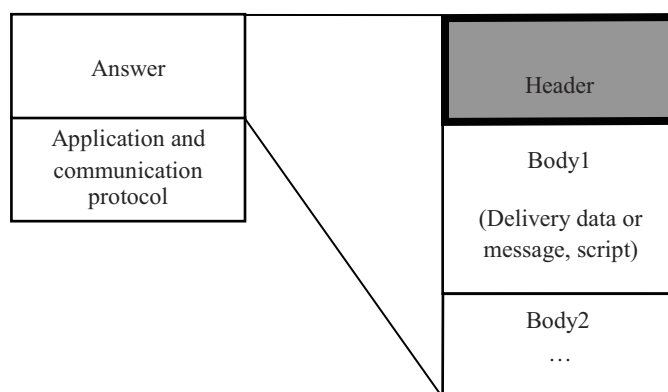 Answer
Application and
communication
protocol
Header
Body1
(Delivery data or
message, script)
Body2
…